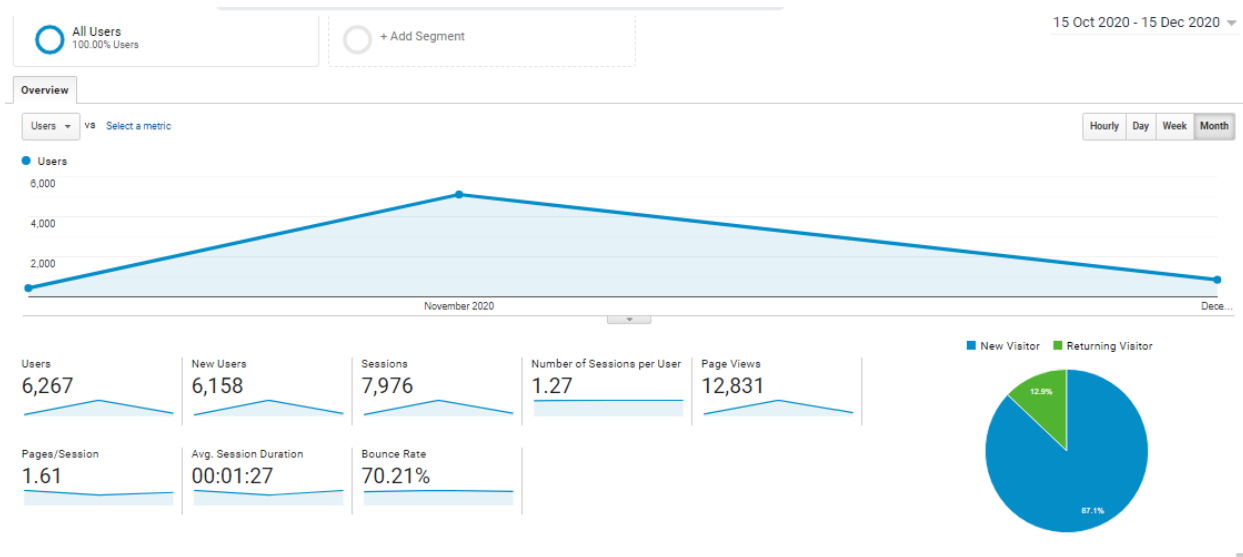 All Users
100.00% Users
+ Add Segment
15 Oct 2020 - 15 Dec 2020
Overview
Users vs Select a metric
Hourly Day Week Month
Users
6,000
4,000
2,000
November 2020
Dece...
New Visitor Returning Visitor
Users
6,267
New Users
6,158
Sessions
7,976
Number of Sessions per User
1.27
Page Views
12,831
Pages/Session
1.61
Avg. Session Duration
00:01:27
Bounce Rate
70.21%
12.9%
87.1%